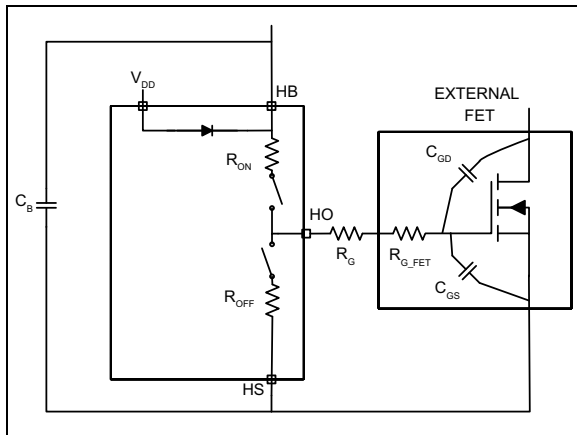 V_DD
HB
EXTERNAL
FET
R_ON
C_GD
C_B
HO
R_G
R_G_FET
C_GS
R_OFF
HS